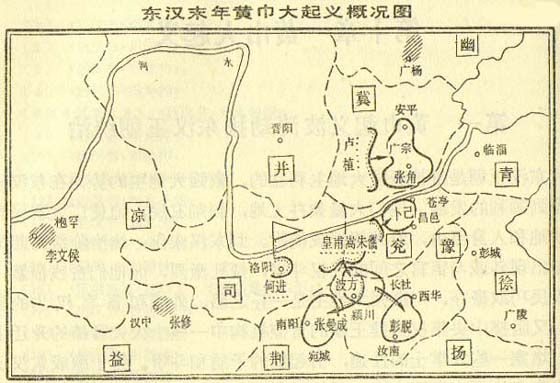 东汉末年黄巾大起义概况图
幽
广杨
河水
冀
安平
晋阳
卢植
广宗
张角
临淄
并
青
凉
枹罕
李文侯
卜己
苍亭
昌邑
皇甫嵩朱儁
兖
豫
彭城
洛阳
何进
司
波才
长社
西华
徐
广陵
汉中
张修
南阳
张曼成
颍川
彭脱
汝南
宛城
益
荆
扬